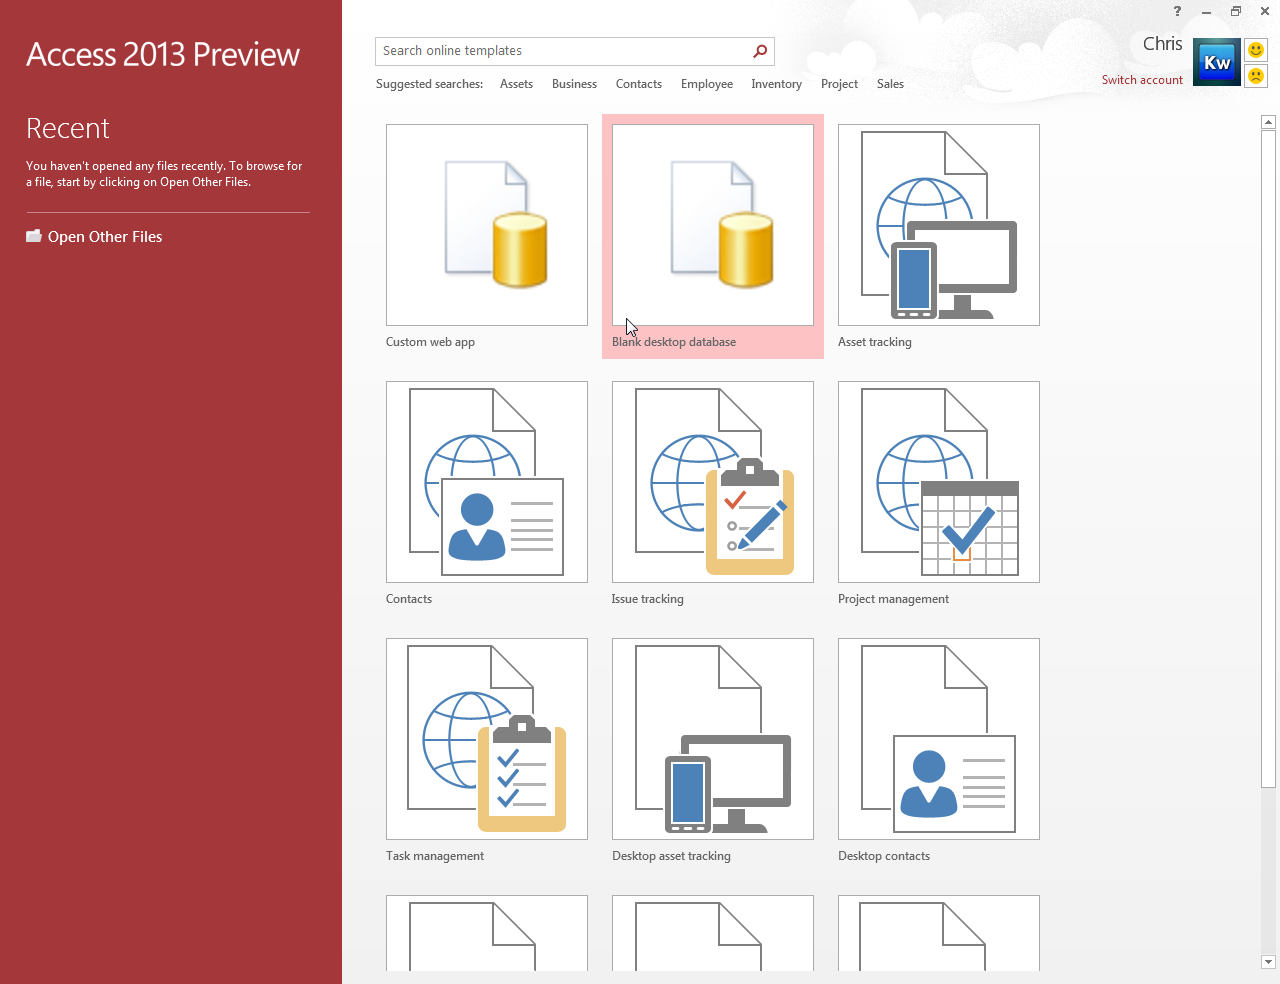 ?
Access 2013 Preview
Search online templates
Chris
Kw
Switch account
Suggested searches: Assets Business Contacts Employee Inventory Project Sales
Recent
You haven't opened any files recently. To browse for
a file, start by clicking on Open Other Files.
Open Other Files
Custom web app
Blank desktop database
Asset tracking
Contacts
Issue tracking
Project management
Task management
Desktop asset tracking
Desktop contacts